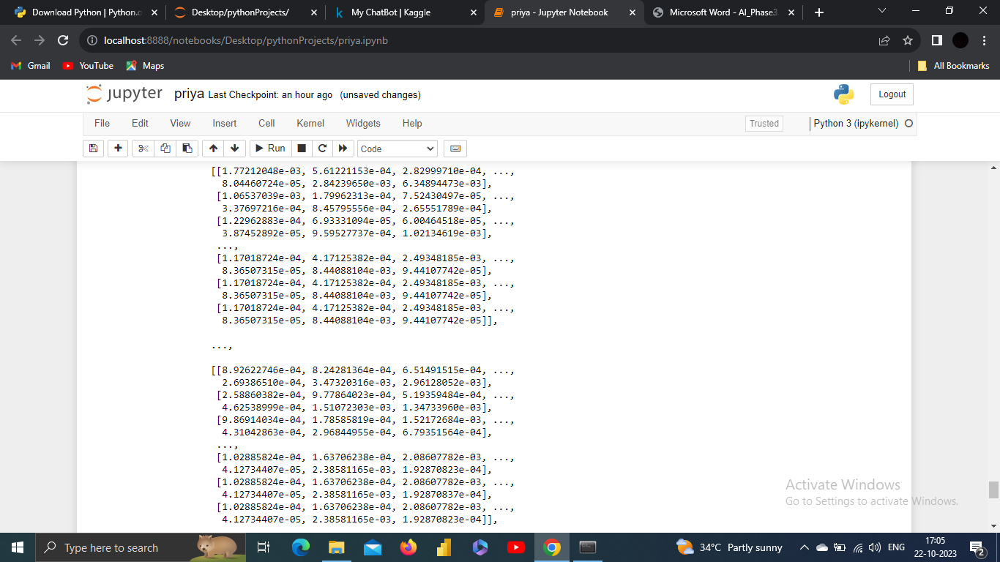 Download Python | Python.o
Desktop/pythonProjects/
My ChatBot | Kaggle
priya - Jupyter Notebook
Microsoft Word - AI_Phase3
localhost:8888/notebooks/Desktop/pythonProjects/priya.ipynb
Gmail YouTube Maps All Bookmarks
jupyter priya Last Checkpoint: an hour ago (unsaved changes) Logout
File Edit View Insert Cell Kernel Widgets Help Trusted Python 3 (ipykernel)
Run Code
[[1.77212048e-03, 5.61221153e-04, 2.82999710e-04, ...,
8.04460724e-05, 2.84239650e-03, 6.34894473e-03],
[1.06537039e-03, 1.79962313e-04, 7.52430497e-05, ...,
3.37697216e-04, 8.45795556e-04, 2.65551789e-04],
[1.22962883e-04, 6.93331094e-05, 6.00464518e-05, ...,
3.87452892e-05, 9.59527737e-04, 1.02134619e-03],
...,
[1.17018724e-04, 4.17125382e-04, 2.49348185e-03, ...,
8.36507315e-05, 8.44088104e-03, 9.44107742e-05],
[1.17018724e-04, 4.17125382e-04, 2.49348185e-03, ...,
8.36507315e-05, 8.44088104e-03, 9.44107742e-05],
[1.17018724e-04, 4.17125382e-04, 2.49348185e-03, ...,
8.36507315e-05, 8.44088104e-03, 9.44107742e-05]],
...,
[[8.92622746e-04, 8.24281364e-04, 6.51491515e-04, ...,
2.69386510e-04, 3.47320316e-03, 2.96128052e-03],
[2.58860382e-04, 9.77864023e-04, 5.19359484e-04, ...,
4.62538999e-04, 1.51072303e-03, 1.34733960e-03],
[9.86914034e-04, 1.78585819e-04, 1.52172684e-03, ...,
4.31042863e-04, 2.96844955e-04, 6.79351564e-04],
...,
[1.02885824e-04, 1.63706238e-04, 2.08607782e-03, ...,
4.12734407e-05, 2.38581165e-03, 1.92870823e-04],
[1.02885824e-04, 1.63706238e-04, 2.08607782e-03, ...,
4.12734407e-05, 2.38581165e-03, 1.92870837e-04],
[1.02885824e-04, 1.63706238e-04, 2.08607782e-03, ...,
4.12734407e-05, 2.38581165e-03, 1.92870823e-04]],
Activate Windows
Go to Settings to activate Windows.
Type here to search
34°C Partly sunny
ENG
17:05
22-10-2023
2